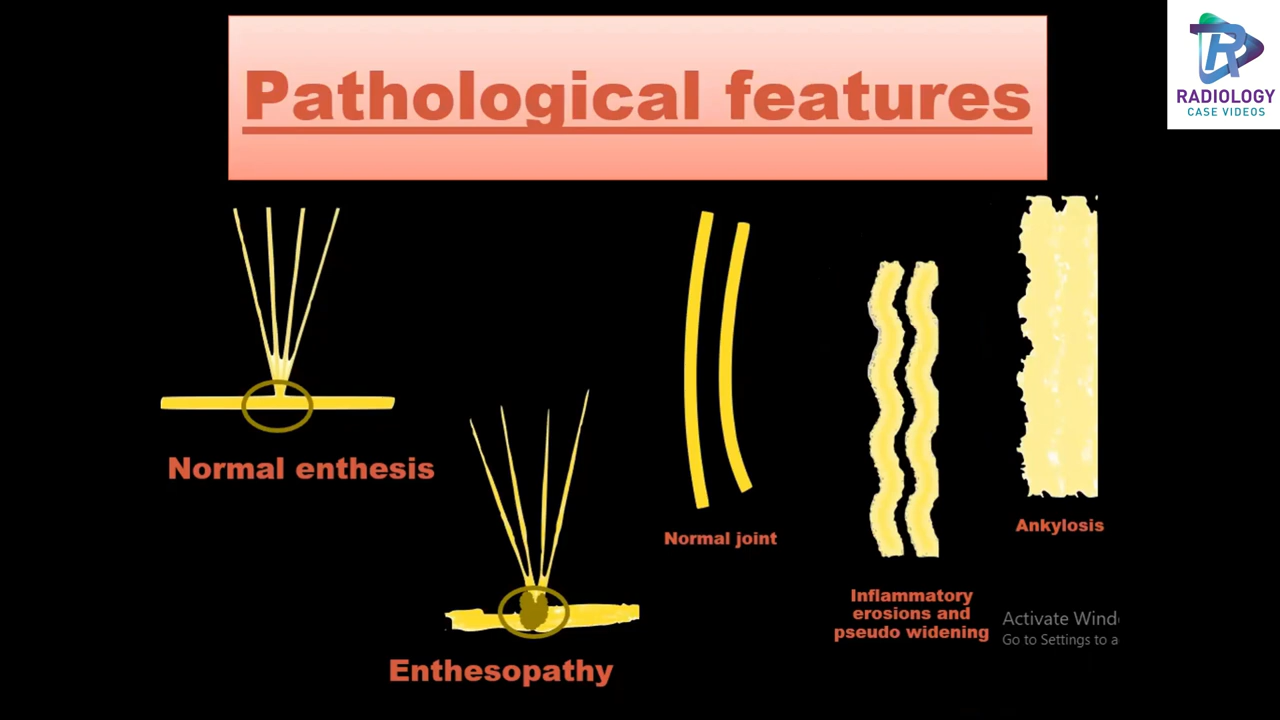 Pathological features
RADIOLOGY
CASE VIDEOS
Normal enthesis
Enthesopathy
Normal joint
Inflammatory
erosions and
pseudo widening
Ankylosis
Activate Wind
Go to Settings to a